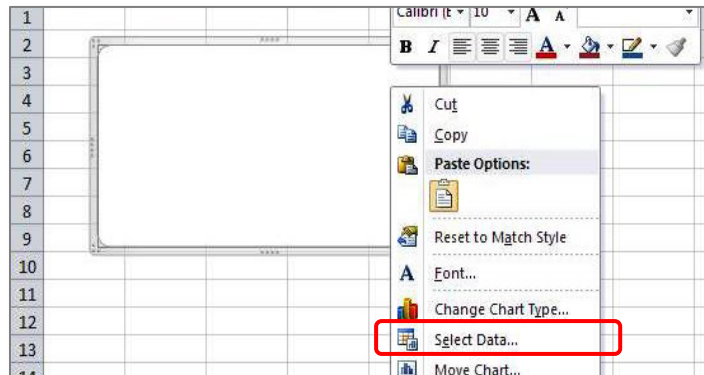 Calibri (E 10 A A
B I A
1
2
3
4
5
6
7
8
9
10
11
12
13
14
Cut
Copy
Paste Options:
Reset to Match Style
A Font...
Change Chart Type...
Select Data...
Move Chart...